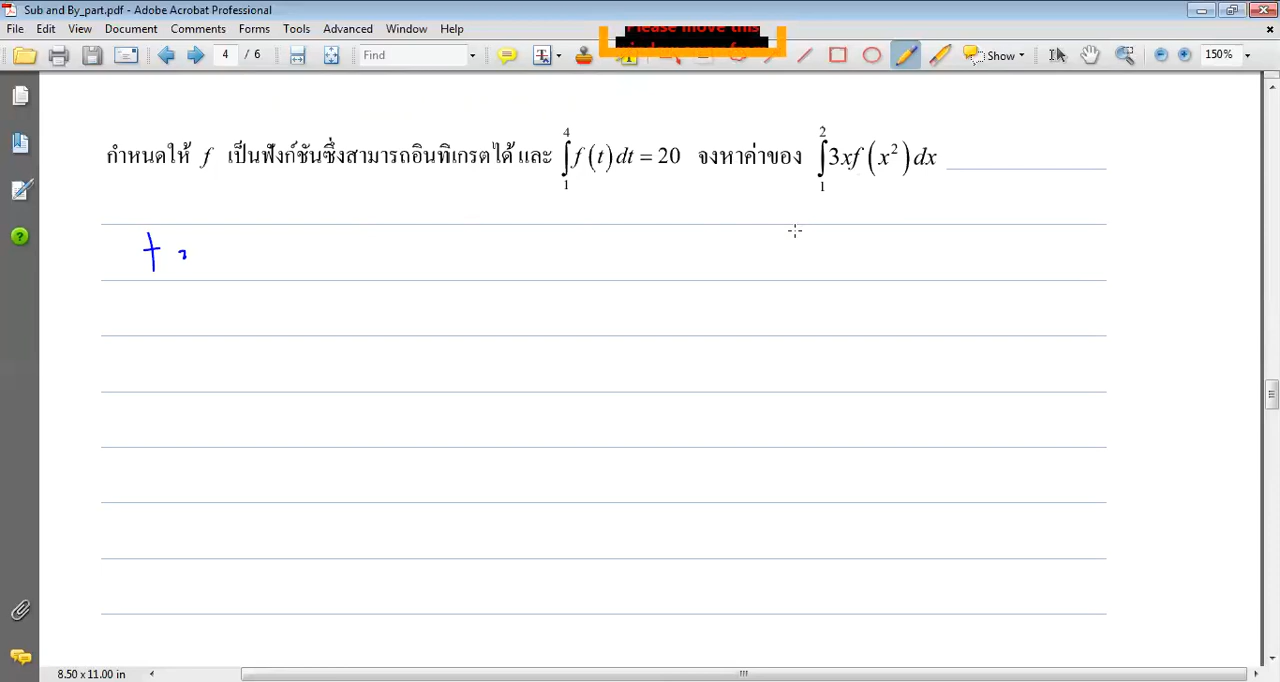 Sub and By_part.pdf - Adobe Acrobat Professional
File Edit View Document Comments Forms Tools Advanced Window Help
Please move this
4 / 6 Find Show 150%
กำหนดให้ f เป็นฟังก์ชันซึ่งสามารถอินทิเกรตได้ และ ∫₁⁴ f(t)dt = 20 จงหาค่าของ ∫₁² 3xf(x²)dx
t
8.50 x 11.00 in